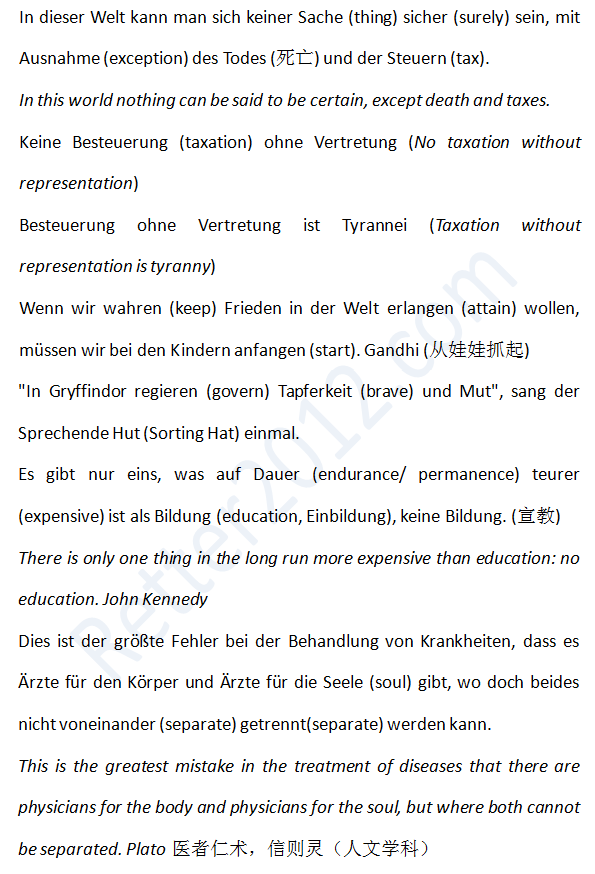 In dieser Welt kann man sich keiner Sache (thing) sicher (surely) sein, mit
Ausnahme (exception) des Todes (死亡) und der Steuern (tax).
In this world nothing can be said to be certain, except death and taxes.
Keine Besteuerung (taxation) ohne Vertretung (No taxation without
representation)
Besteuerung ohne Vertretung ist Tyrannei (Taxation without
representation is tyranny)
Wenn wir wahren (keep) Frieden in der Welt erlangen (attain) wollen,
müssen wir bei den Kindern anfangen (start). Gandhi (从娃娃抓起)
"In Gryffindor regieren (govern) Tapferkeit (brave) und Mut", sang der
Sprechende Hut (Sorting Hat) einmal.
Es gibt nur eins, was auf Dauer (endurance/ permanence) teurer
(expensive) ist als Bildung (education, Einbildung), keine Bildung. (宣教)
There is only one thing in the long run more expensive than education: no
education. John Kennedy
Dies ist der größte Fehler bei der Behandlung von Krankheiten, dass es
Ärzte für den Körper und Ärzte für die Seele (soul) gibt, wo doch beides
nicht voneinander (separate) getrennt(separate) werden kann.
This is the greatest mistake in the treatment of diseases that there are
physicians for the body and physicians for the soul, but where both cannot
be separated. Plato 医者仁术，信则灵（人文学科）
Retter2012.com